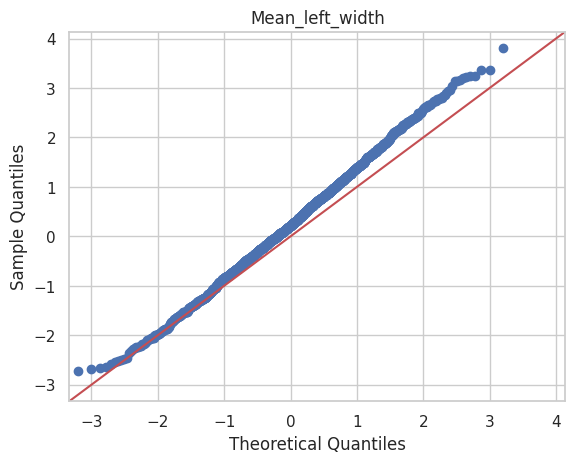 Mean_left_width
4
3
2
1
0
−1
−2
−3
Sample Quantiles
−3 −2 −1 0 1 2 3 4
Theoretical Quantiles